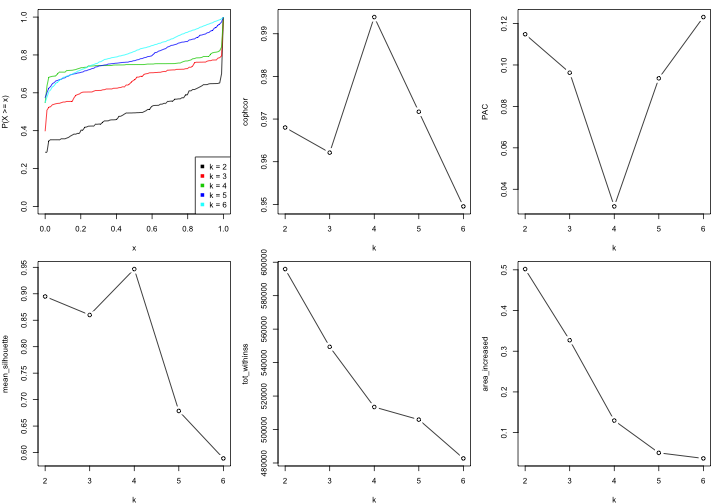 P(X >= x)
0.0 0.2 0.4 0.6 0.8 1.0
k = 2
k = 3
k = 4
k = 5
k = 6
0.0 0.2 0.4 0.6 0.8 1.0
x
cophcor
0.95 0.96 0.97 0.98 0.99
2 3 4 5 6
k
PAC
0.04 0.06 0.08 0.10 0.12
2 3 4 5 6
k
mean_silhouette
0.60 0.65 0.70 0.75 0.80 0.85 0.90 0.95
2 3 4 5 6
k
tot_withinss
480000 500000 520000 540000 560000 580000 600000
2 3 4 5 6
k
area_increased
0.1 0.2 0.3 0.4 0.5
2 3 4 5 6
k